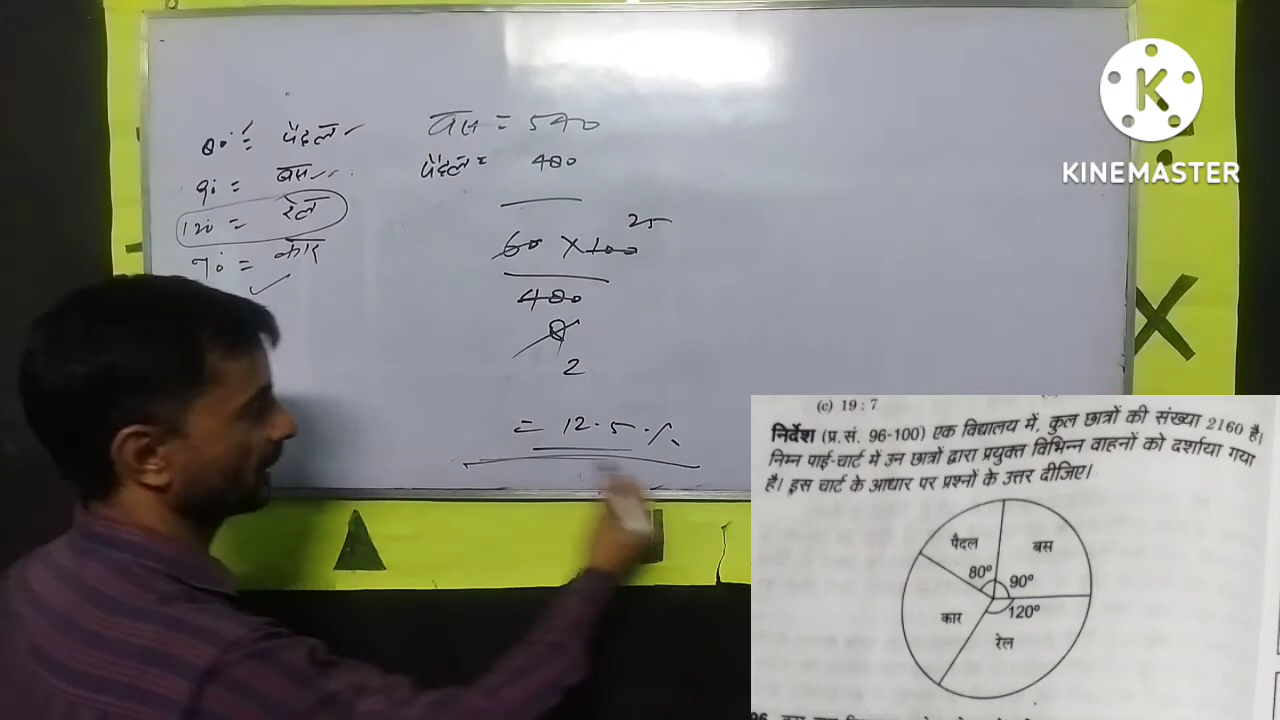 80° = पैदल
90° = बस
120° = रेल
70° = कार
बस = 540
पैदल = 480
60 × 100 25
480
8
2
= 12.5 %
KINEMASTER
(c) 19 : 7
निर्देश (प्र.सं. 96-100) एक विद्यालय में, कुल छात्रों की संख्या 2160 है।
निम्न पाई-चार्ट में उन छात्रों द्वारा प्रयुक्त विभिन्न वाहनों को दर्शाया गया
है। इस चार्ट के आधार पर प्रश्नों के उत्तर दीजिए।
पैदल
बस
80°
90°
कार
120°
रेल